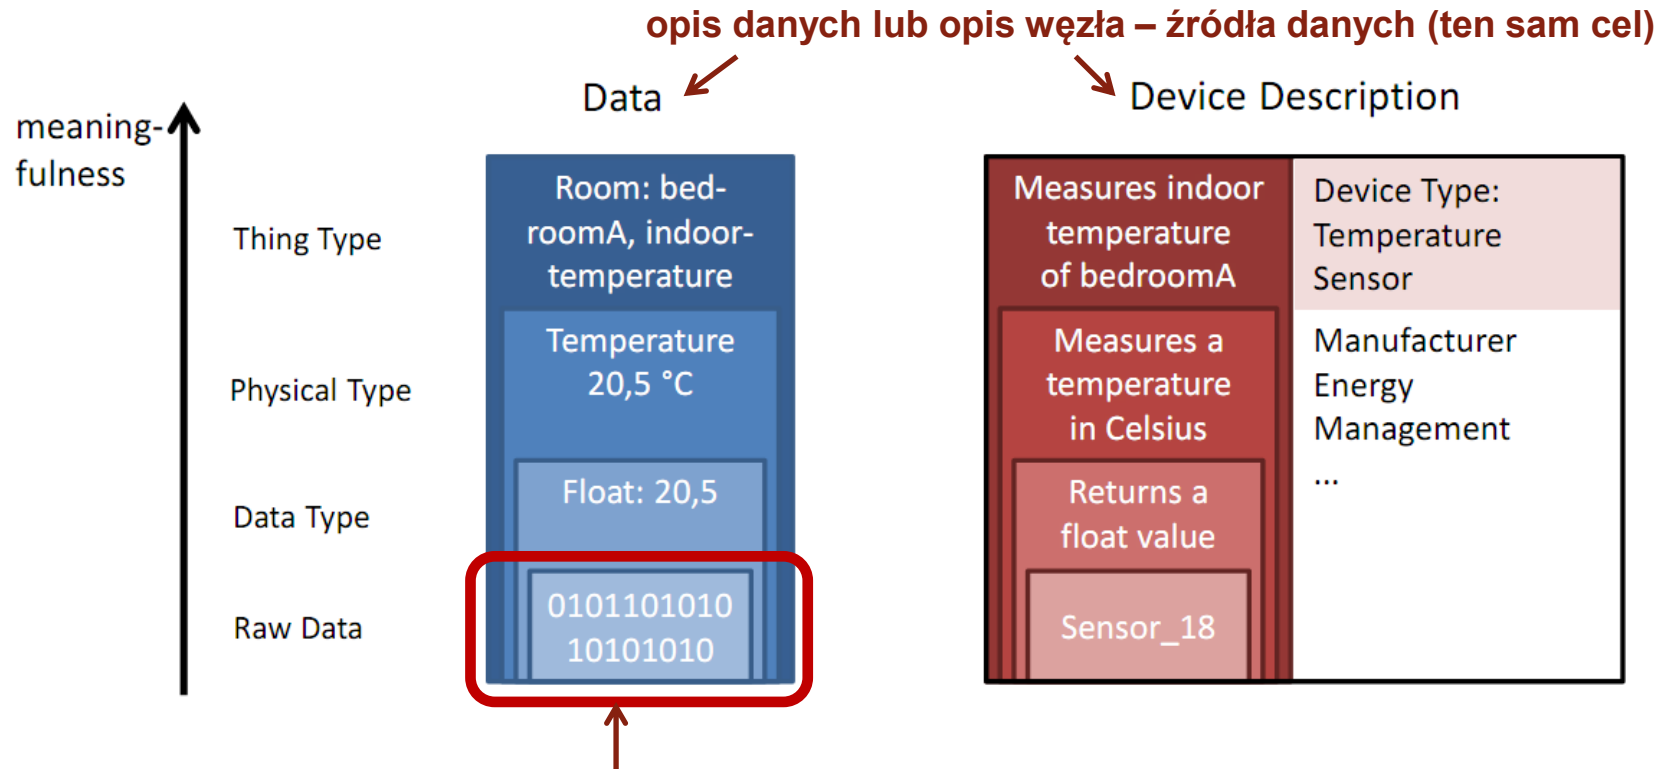 opis danych lub opis węzła – źródła danych (ten sam cel)
Data
Device Description
meaning-
fulness
Thing Type
Room: bed-
roomA, indoor-
temperature
Measures indoor
temperature
of bedroomA
Device Type:
Temperature
Sensor
Physical Type
Temperature
20,5 °C
Measures a
temperature
in Celsius
Manufacturer
Energy
Management
...
Data Type
Float: 20,5
Returns a
float value
Raw Data
0101101010
10101010
Sensor_18